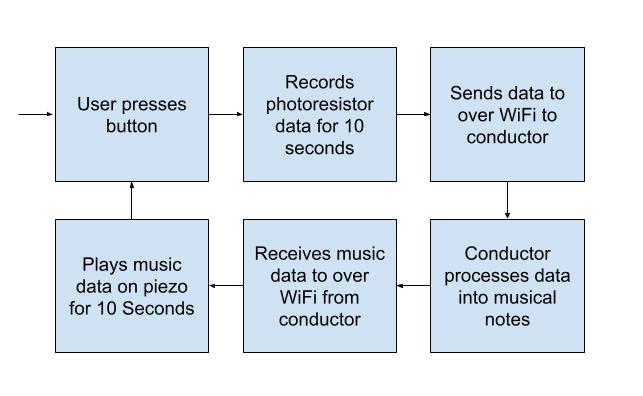 User presses
button
Records
photoresistor
data for 10
seconds
Sends data to
over WiFi to
conductor
Conductor
processes data
into musical
notes
Receives music
data to over
WiFi from
conductor
Plays music
data on piezo
for 10 Seconds